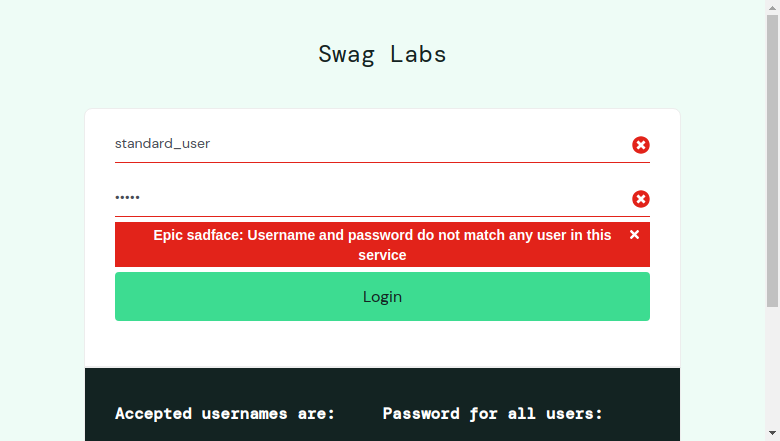 Swag Labs
standard_user
•••••
Epic sadface: Username and password do not match any user in this
service
Login
Accepted usernames are:
Password for all users: